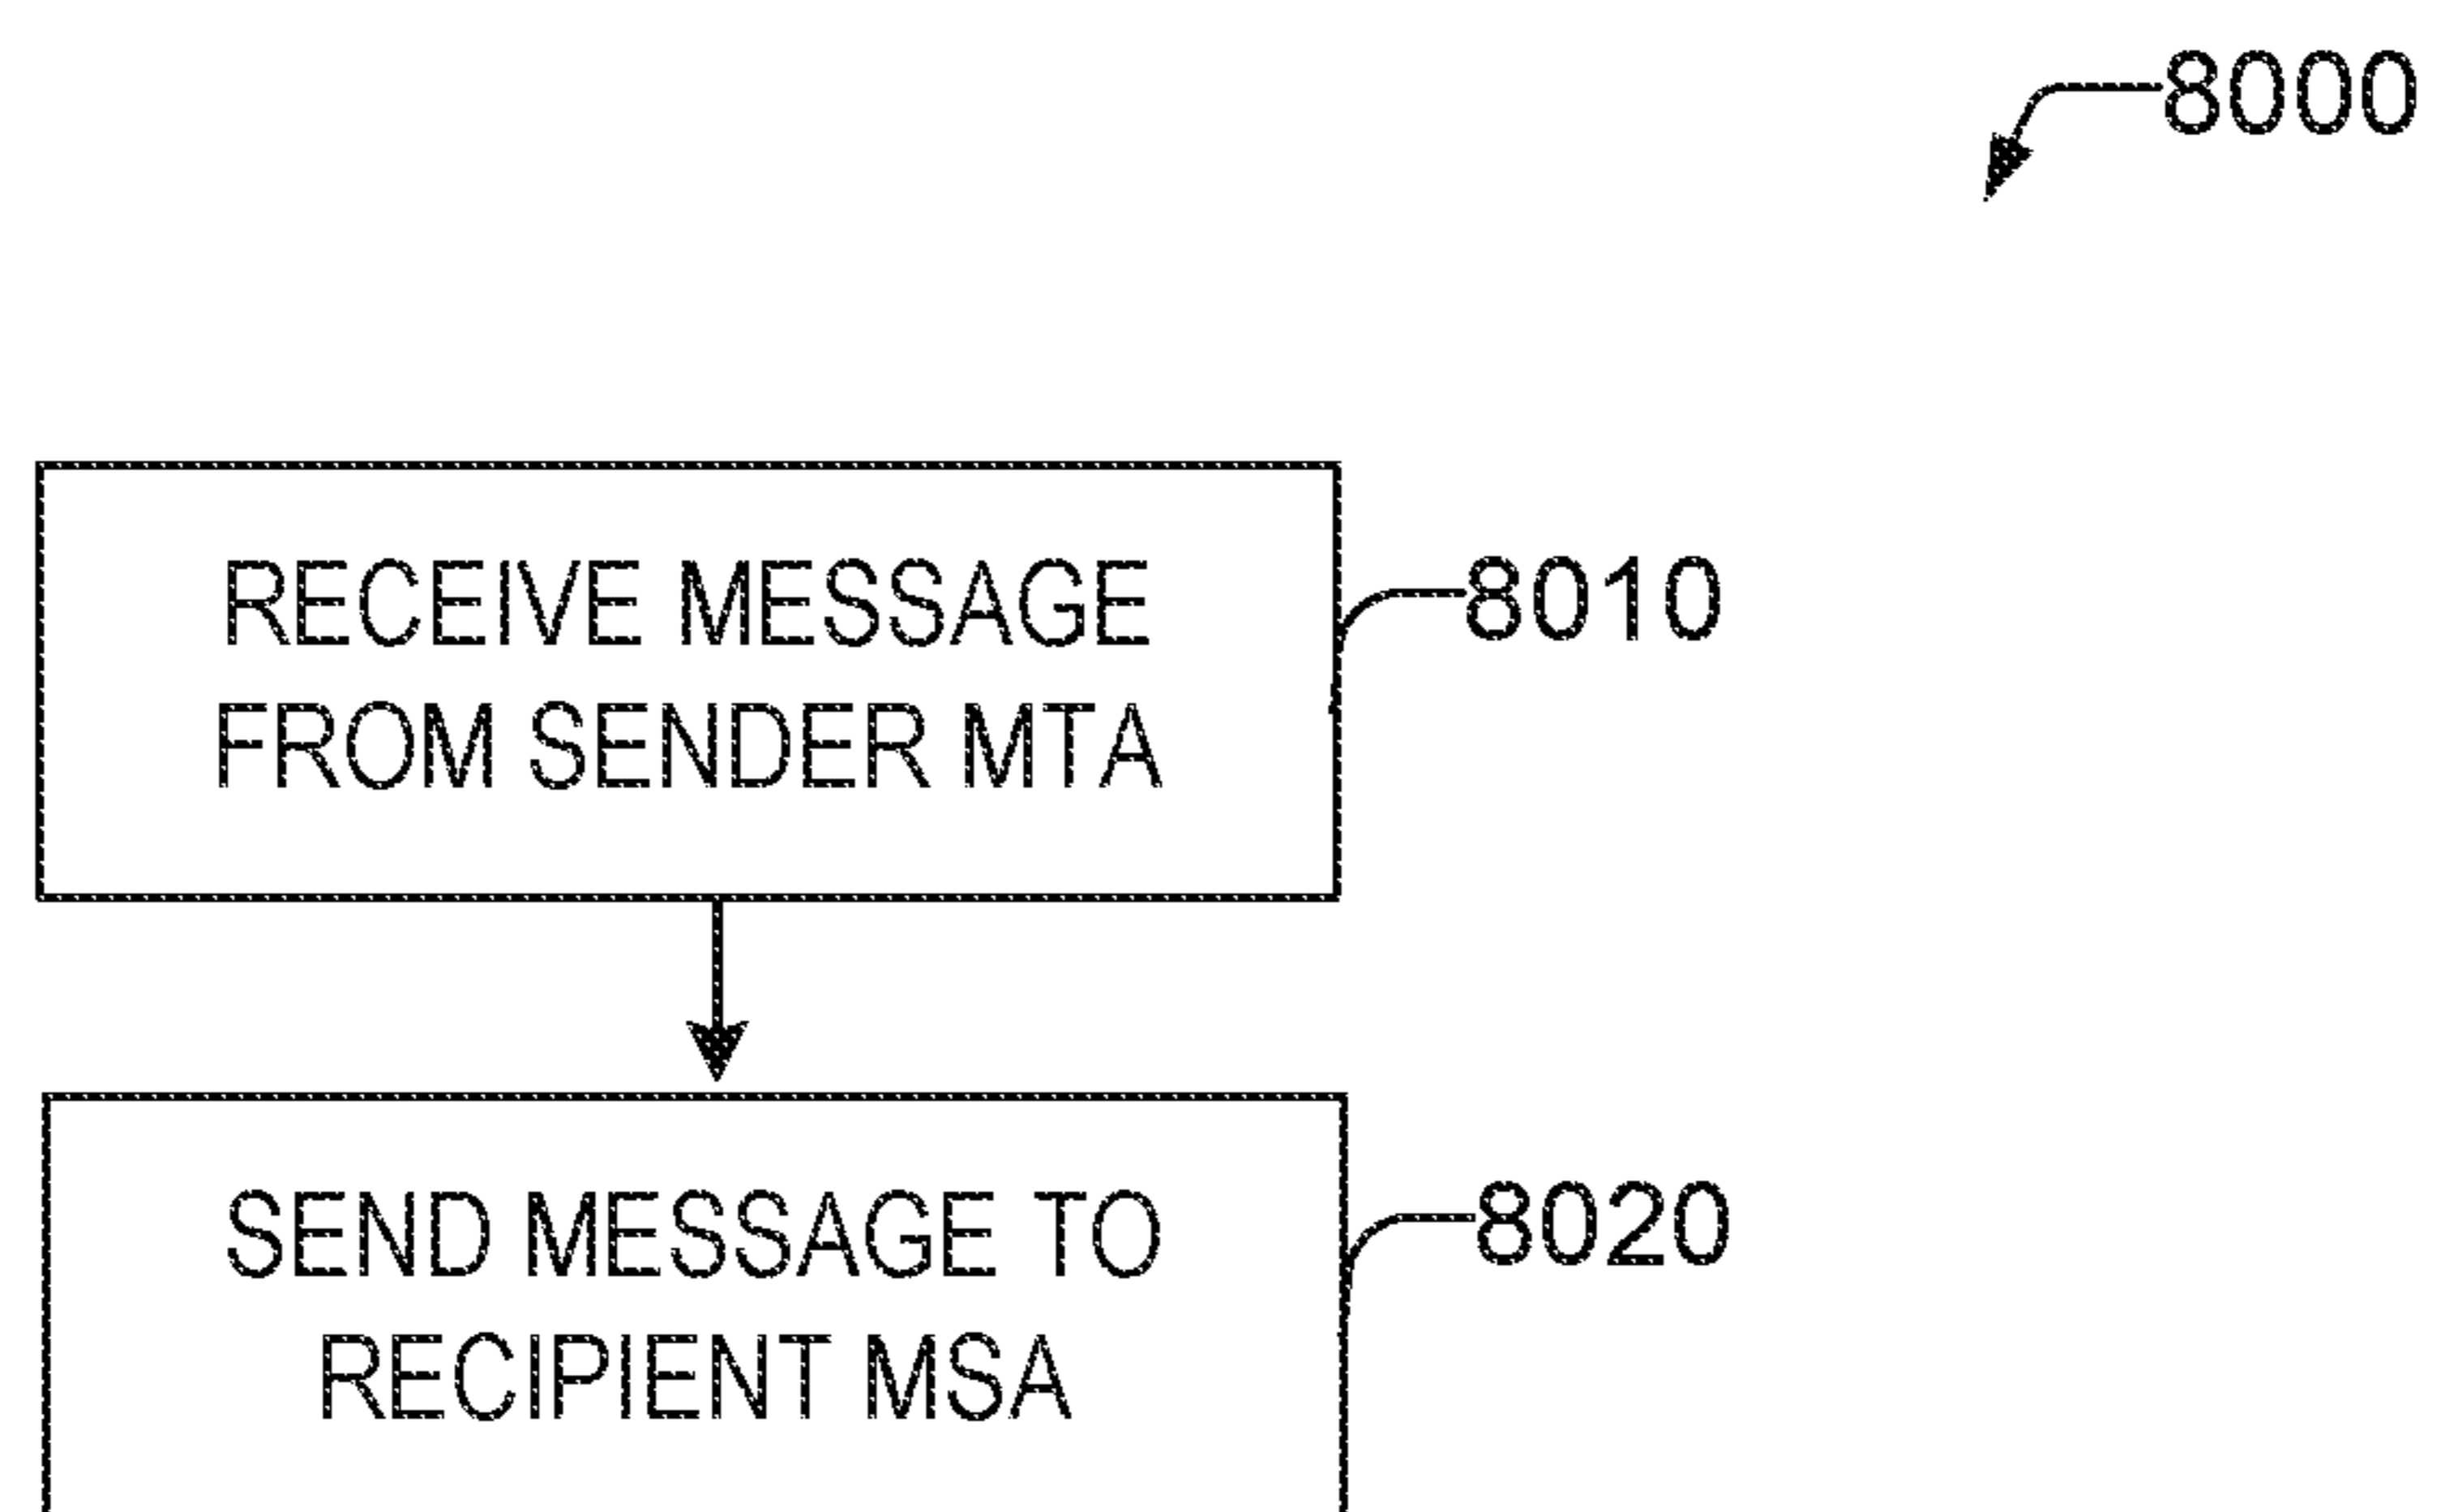 8000
RECEIVE MESSAGE
FROM SENDER MTA
8010
SEND MESSAGE TO
RECIPIENT MSA
8020